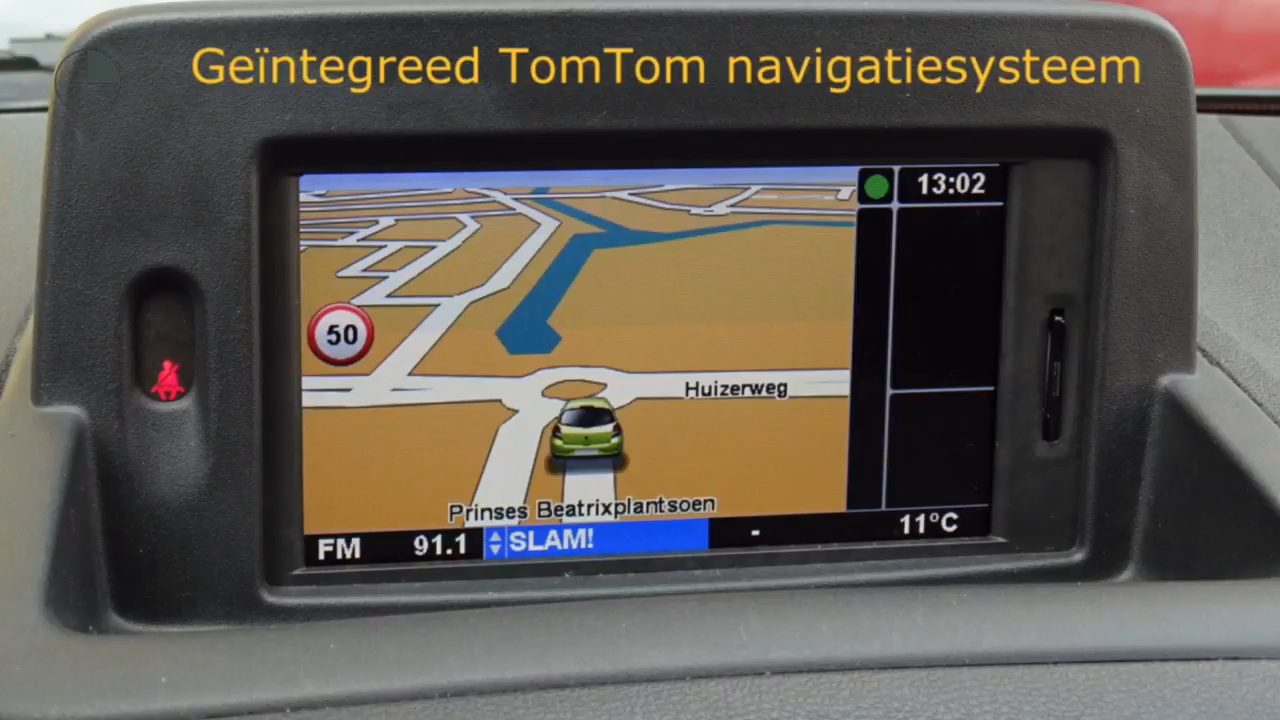 Geïntegreed TomTom navigatiesysteem
13:02
50
Huizerweg
Prinses Beatrixplantsoen
FM 91.1 SLAM! - 11°C